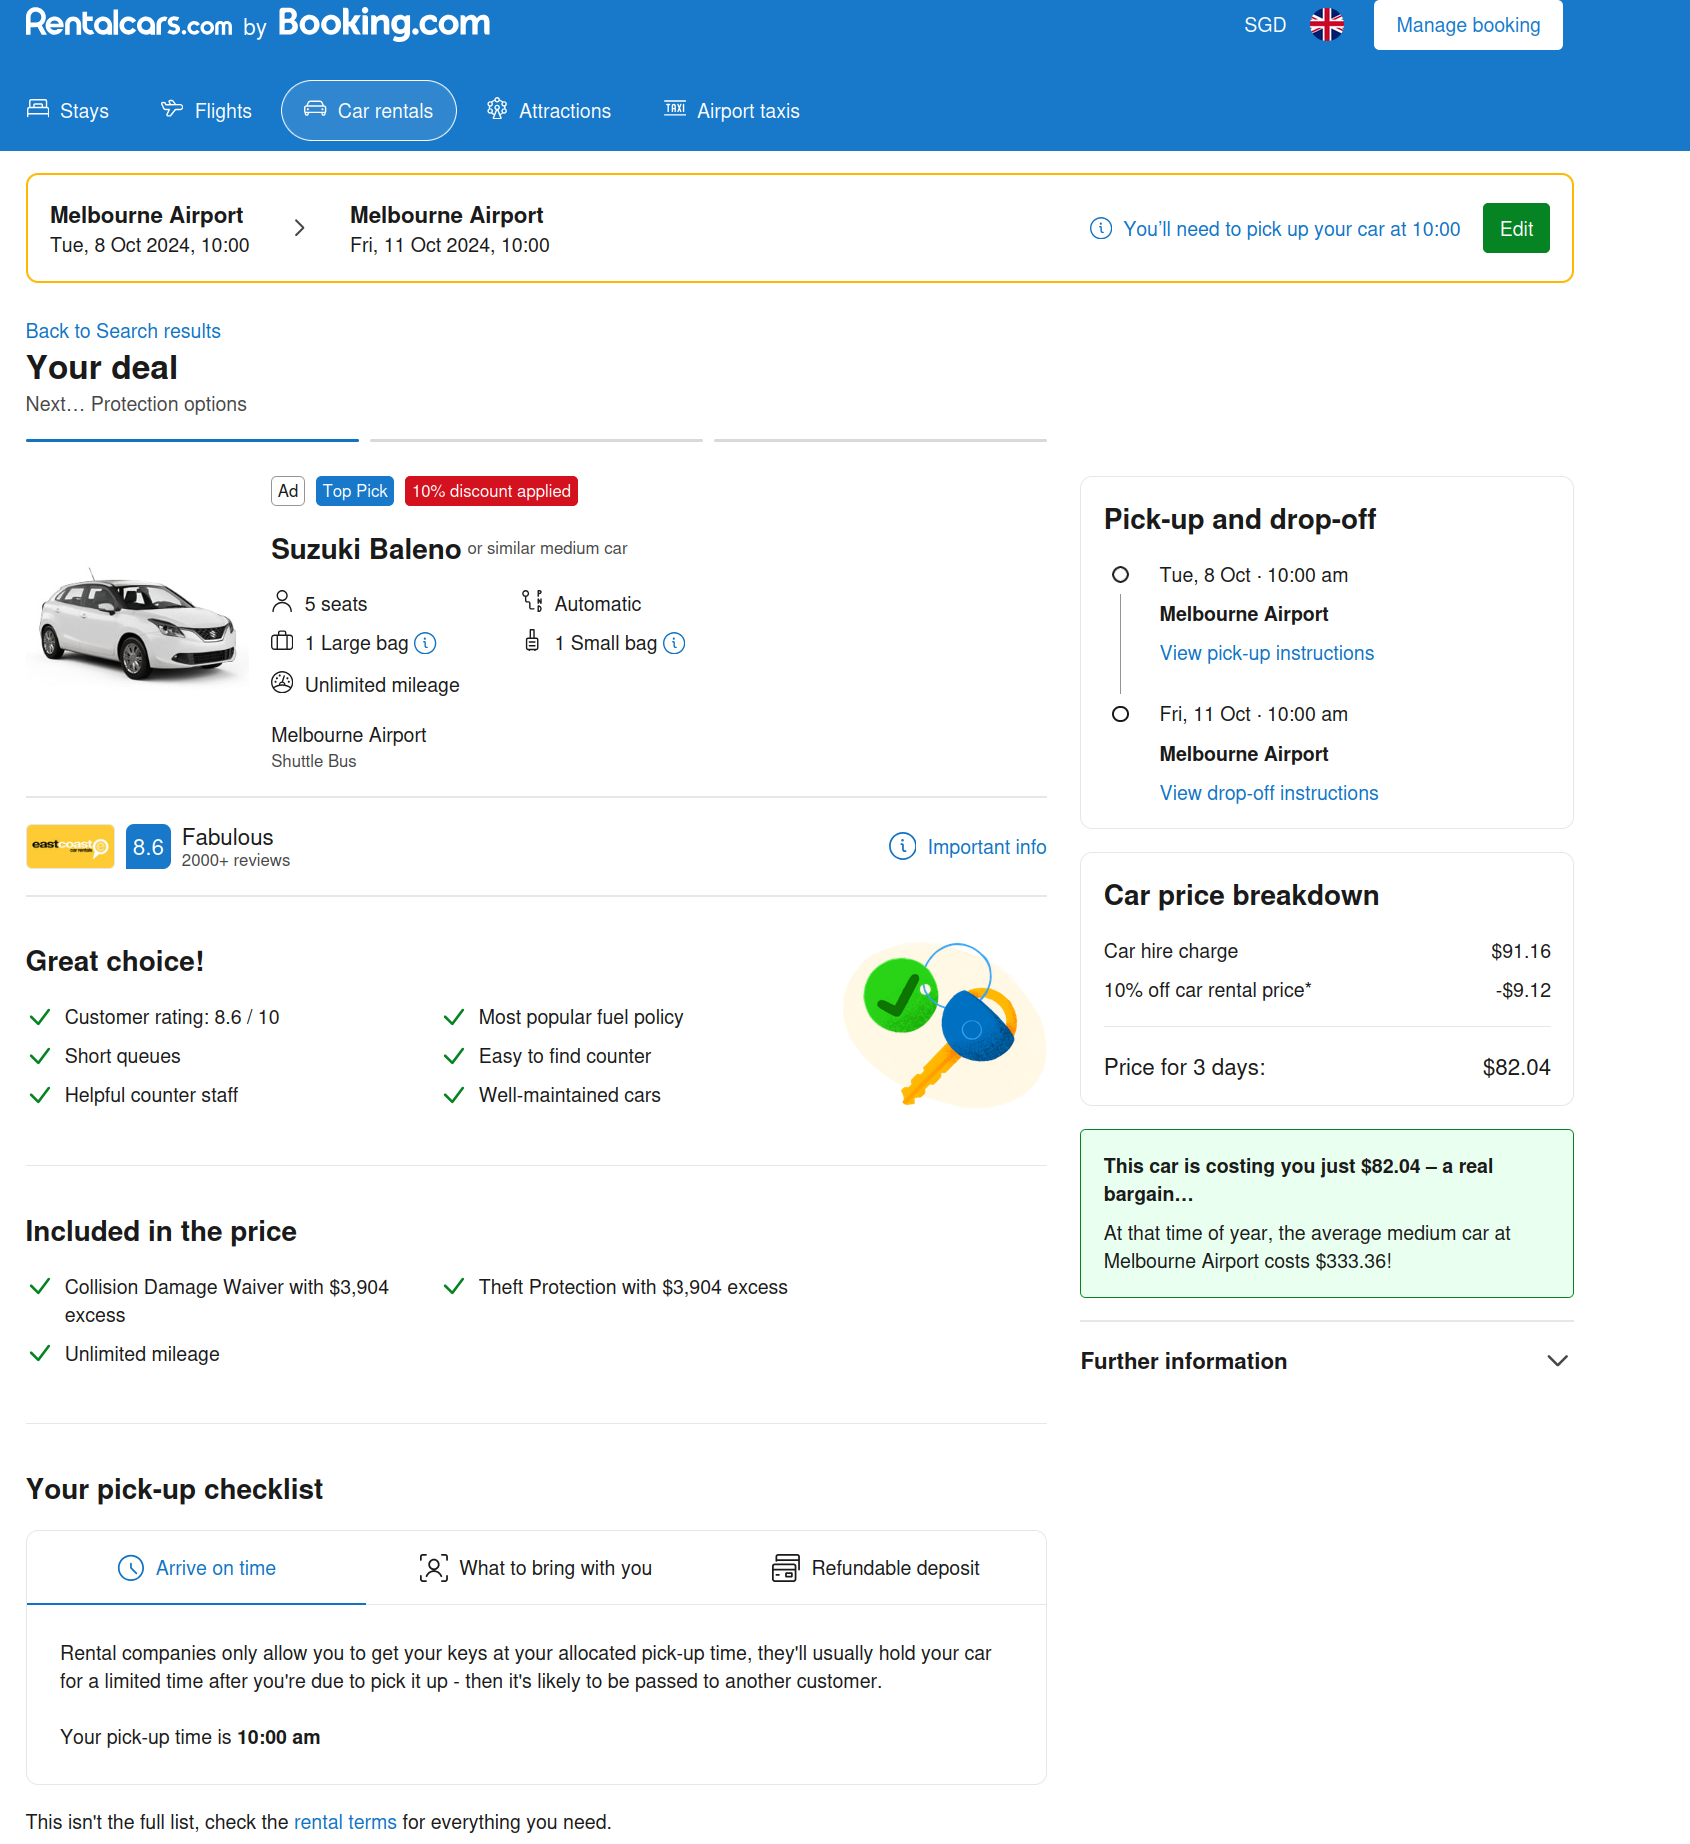 Rentalcars.com by Booking.com
SGD
Manage booking
Stays
Flights
Car rentals
Attractions
TAXI
Airport taxis
Melbourne Airport
Tue, 8 Oct 2024, 10:00
Melbourne Airport
Fri, 11 Oct 2024, 10:00
You’ll need to pick up your car at 10:00
Edit
Back to Search results
Your deal
Next… Protection options
Ad
Top Pick
10% discount applied
Suzuki Baleno or similar medium car
5 seats
Automatic
1 Large bag
1 Small bag
Unlimited mileage
Melbourne Airport
Shuttle Bus
eastcoast
car rentals
8.6
Fabulous
2000+ reviews
Important info
Great choice!
Customer rating: 8.6 / 10
Most popular fuel policy
Short queues
Easy to find counter
Helpful counter staff
Well-maintained cars
Included in the price
Collision Damage Waiver with $3,904
excess
Theft Protection with $3,904 excess
Unlimited mileage
Your pick-up checklist
Arrive on time
What to bring with you
Refundable deposit
Rental companies only allow you to get your keys at your allocated pick-up time, they'll usually hold your car
for a limited time after you're due to pick it up - then it's likely to be passed to another customer.
Your pick-up time is 10:00 am
This isn't the full list, check the rental terms for everything you need.
Pick-up and drop-off
Tue, 8 Oct · 10:00 am
Melbourne Airport
View pick-up instructions
Fri, 11 Oct · 10:00 am
Melbourne Airport
View drop-off instructions
Car price breakdown
Car hire charge $91.16
10% off car rental price* -$9.12
Price for 3 days: $82.04
This car is costing you just $82.04 – a real
bargain…
At that time of year, the average medium car at
Melbourne Airport costs $333.36!
Further information